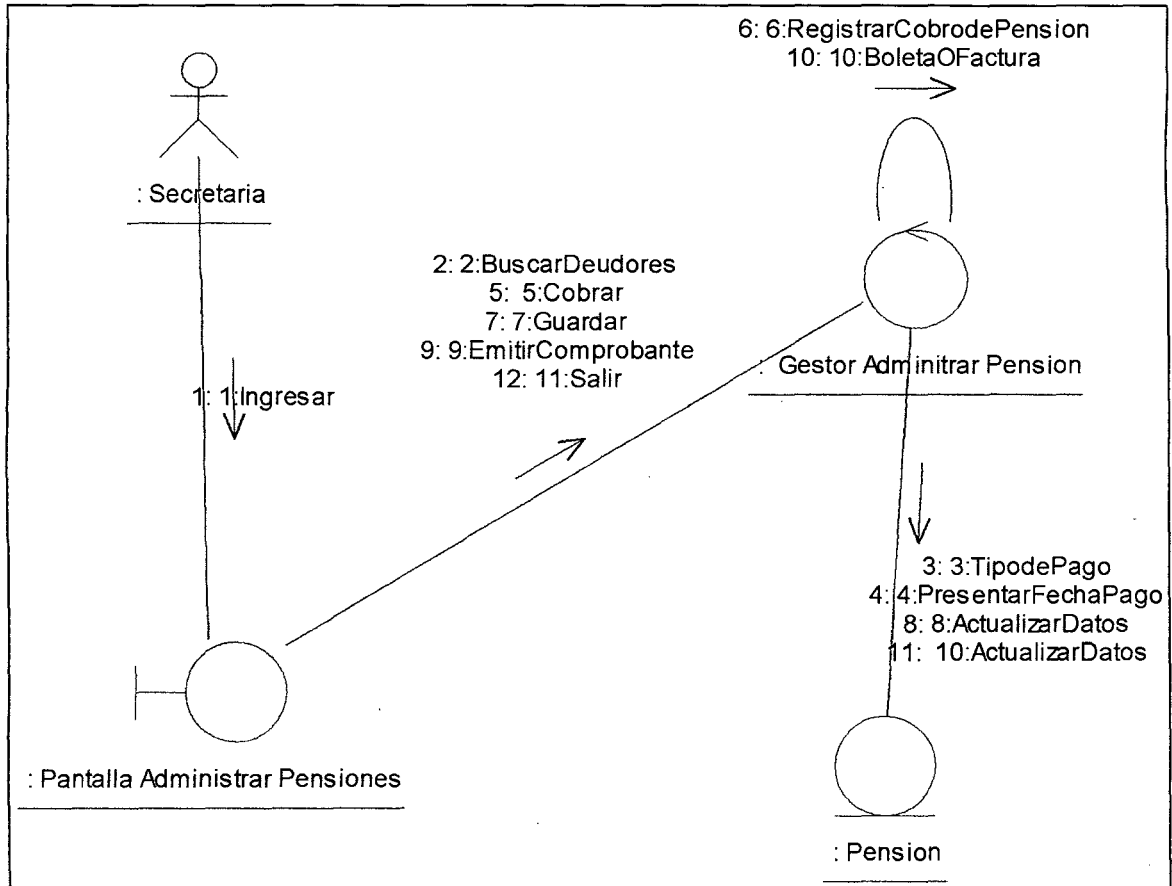 6: 6:RegistrarCobrodePension
10: 10:BoletaOFactura
: Secretaria
2: 2:BuscarDeudores
5: 5:Cobrar
7: 7:Guardar
9: 9:EmitirComprobante
12: 11:Salir
: Gestor Adminitrar Pension
1: 1:Ingresar
3: 3:TipodePago
4: 4:PresentarFechaPago
8: 8:ActualizarDatos
11: 10:ActualizarDatos
: Pantalla Administrar Pensiones
: Pension